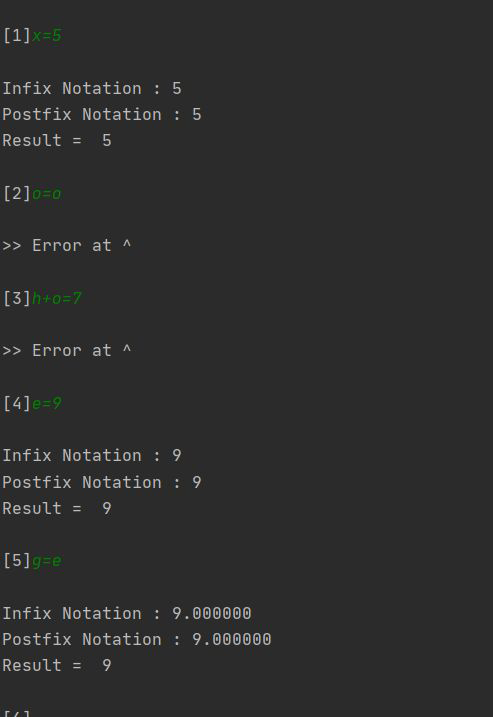 [1]x=5
Infix Notation : 5
Postfix Notation : 5
Result =  5
[2]o=o
>> Error at ^
[3]h+o=7
>> Error at ^
[4]e=9
Infix Notation : 9
Postfix Notation : 9
Result =  9
[5]g=e
Infix Notation : 9.000000
Postfix Notation : 9.000000
Result =  9